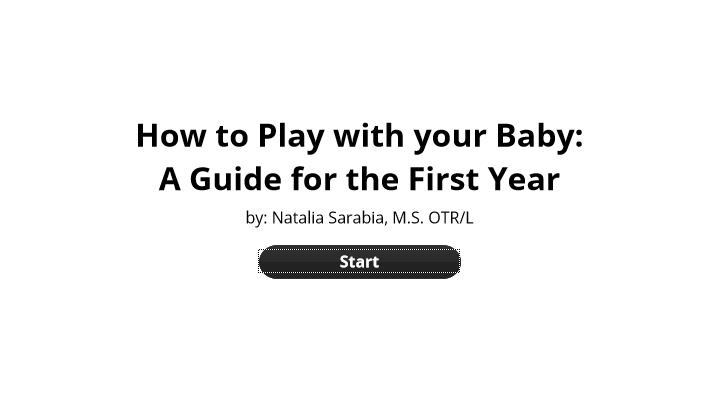 How to Play with your Baby:
A Guide for the First Year
by: Natalia Sarabia, M.S. OTR/L
Start